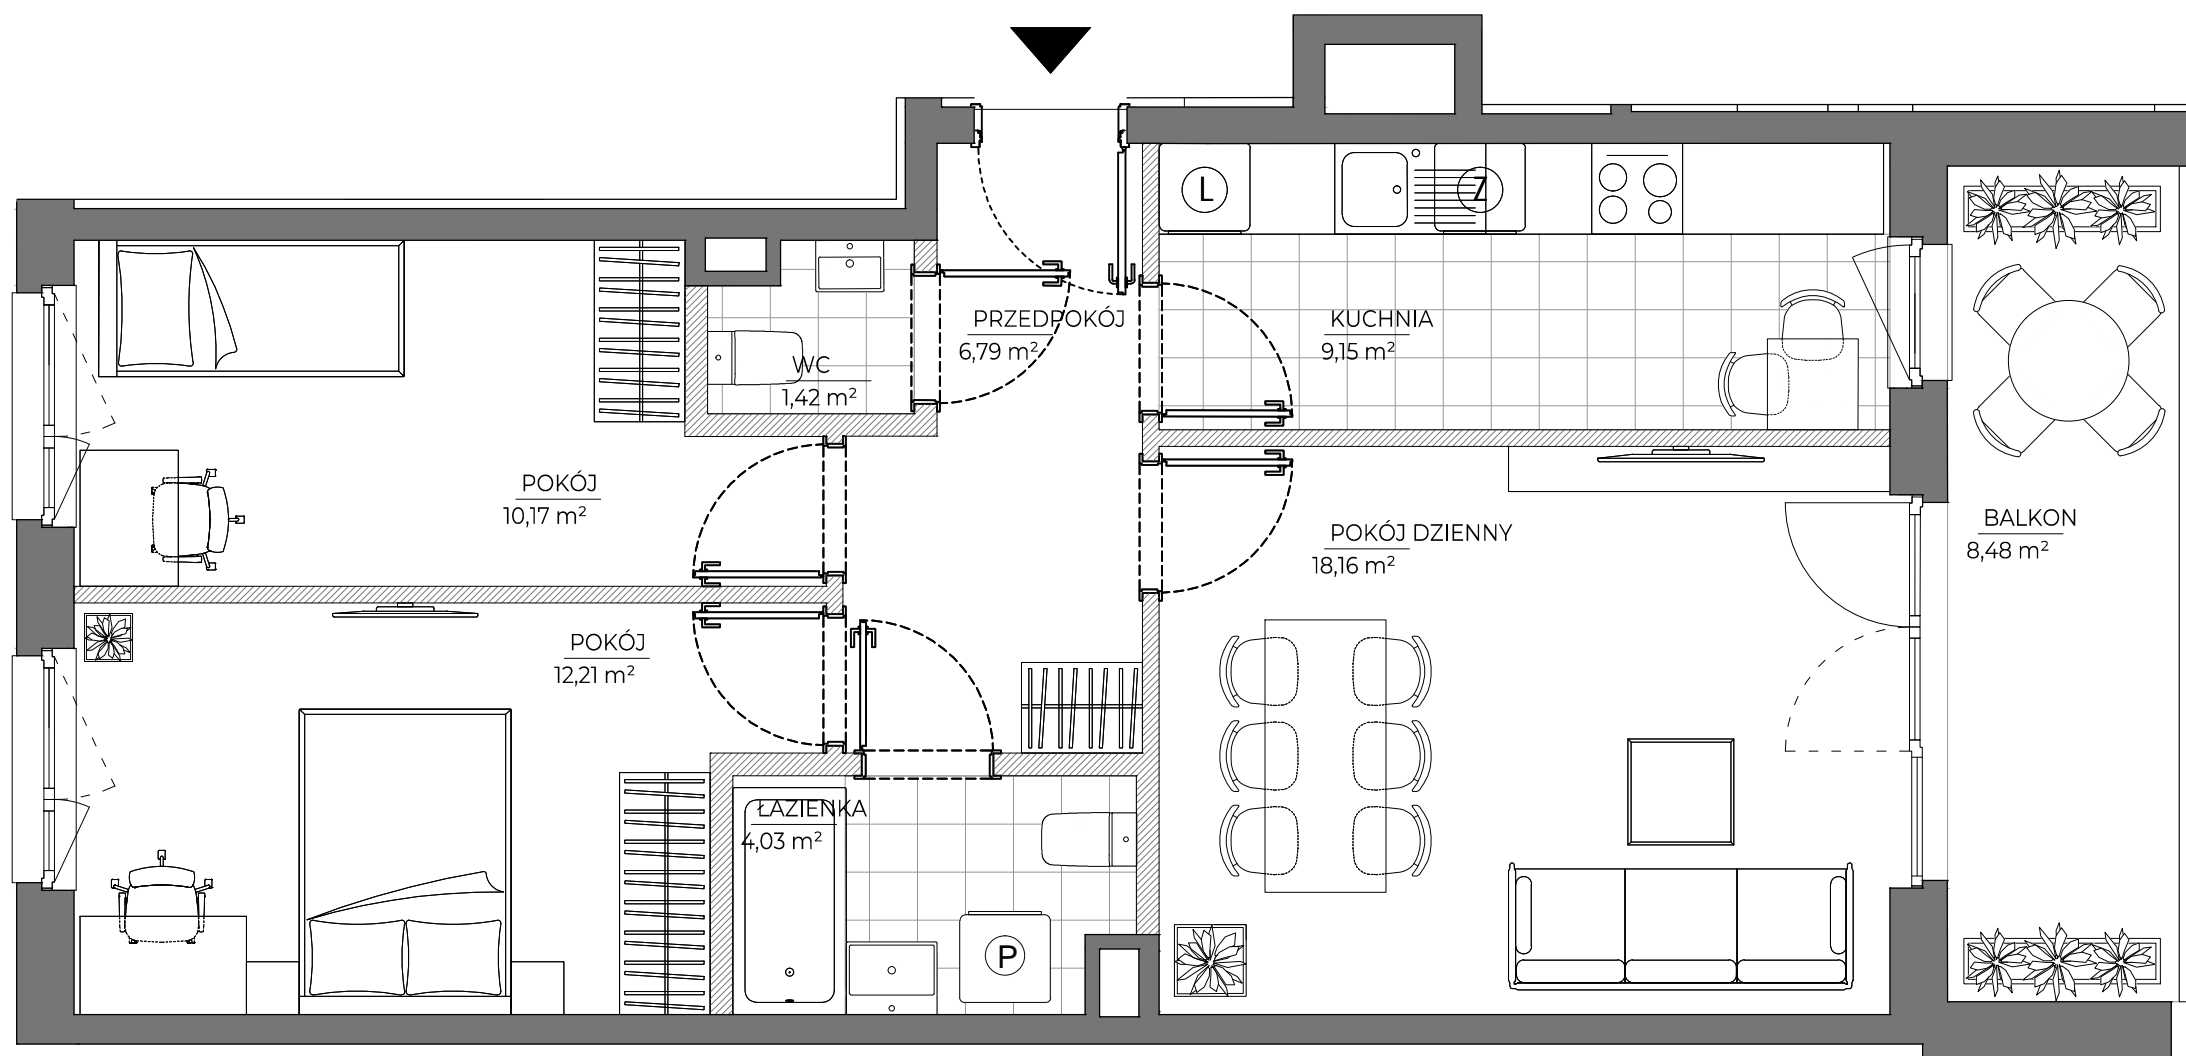 L
Z
PRZEDPOKÓJ
6,79 m²
KUCHNIA
9,15 m²
WC
1,42 m²
POKÓJ
10,17 m²
POKÓJ DZIENNY
18,16 m²
BALKON
8,48 m²
POKÓJ
12,21 m²
ŁAZIENKA
4,03 m²
P